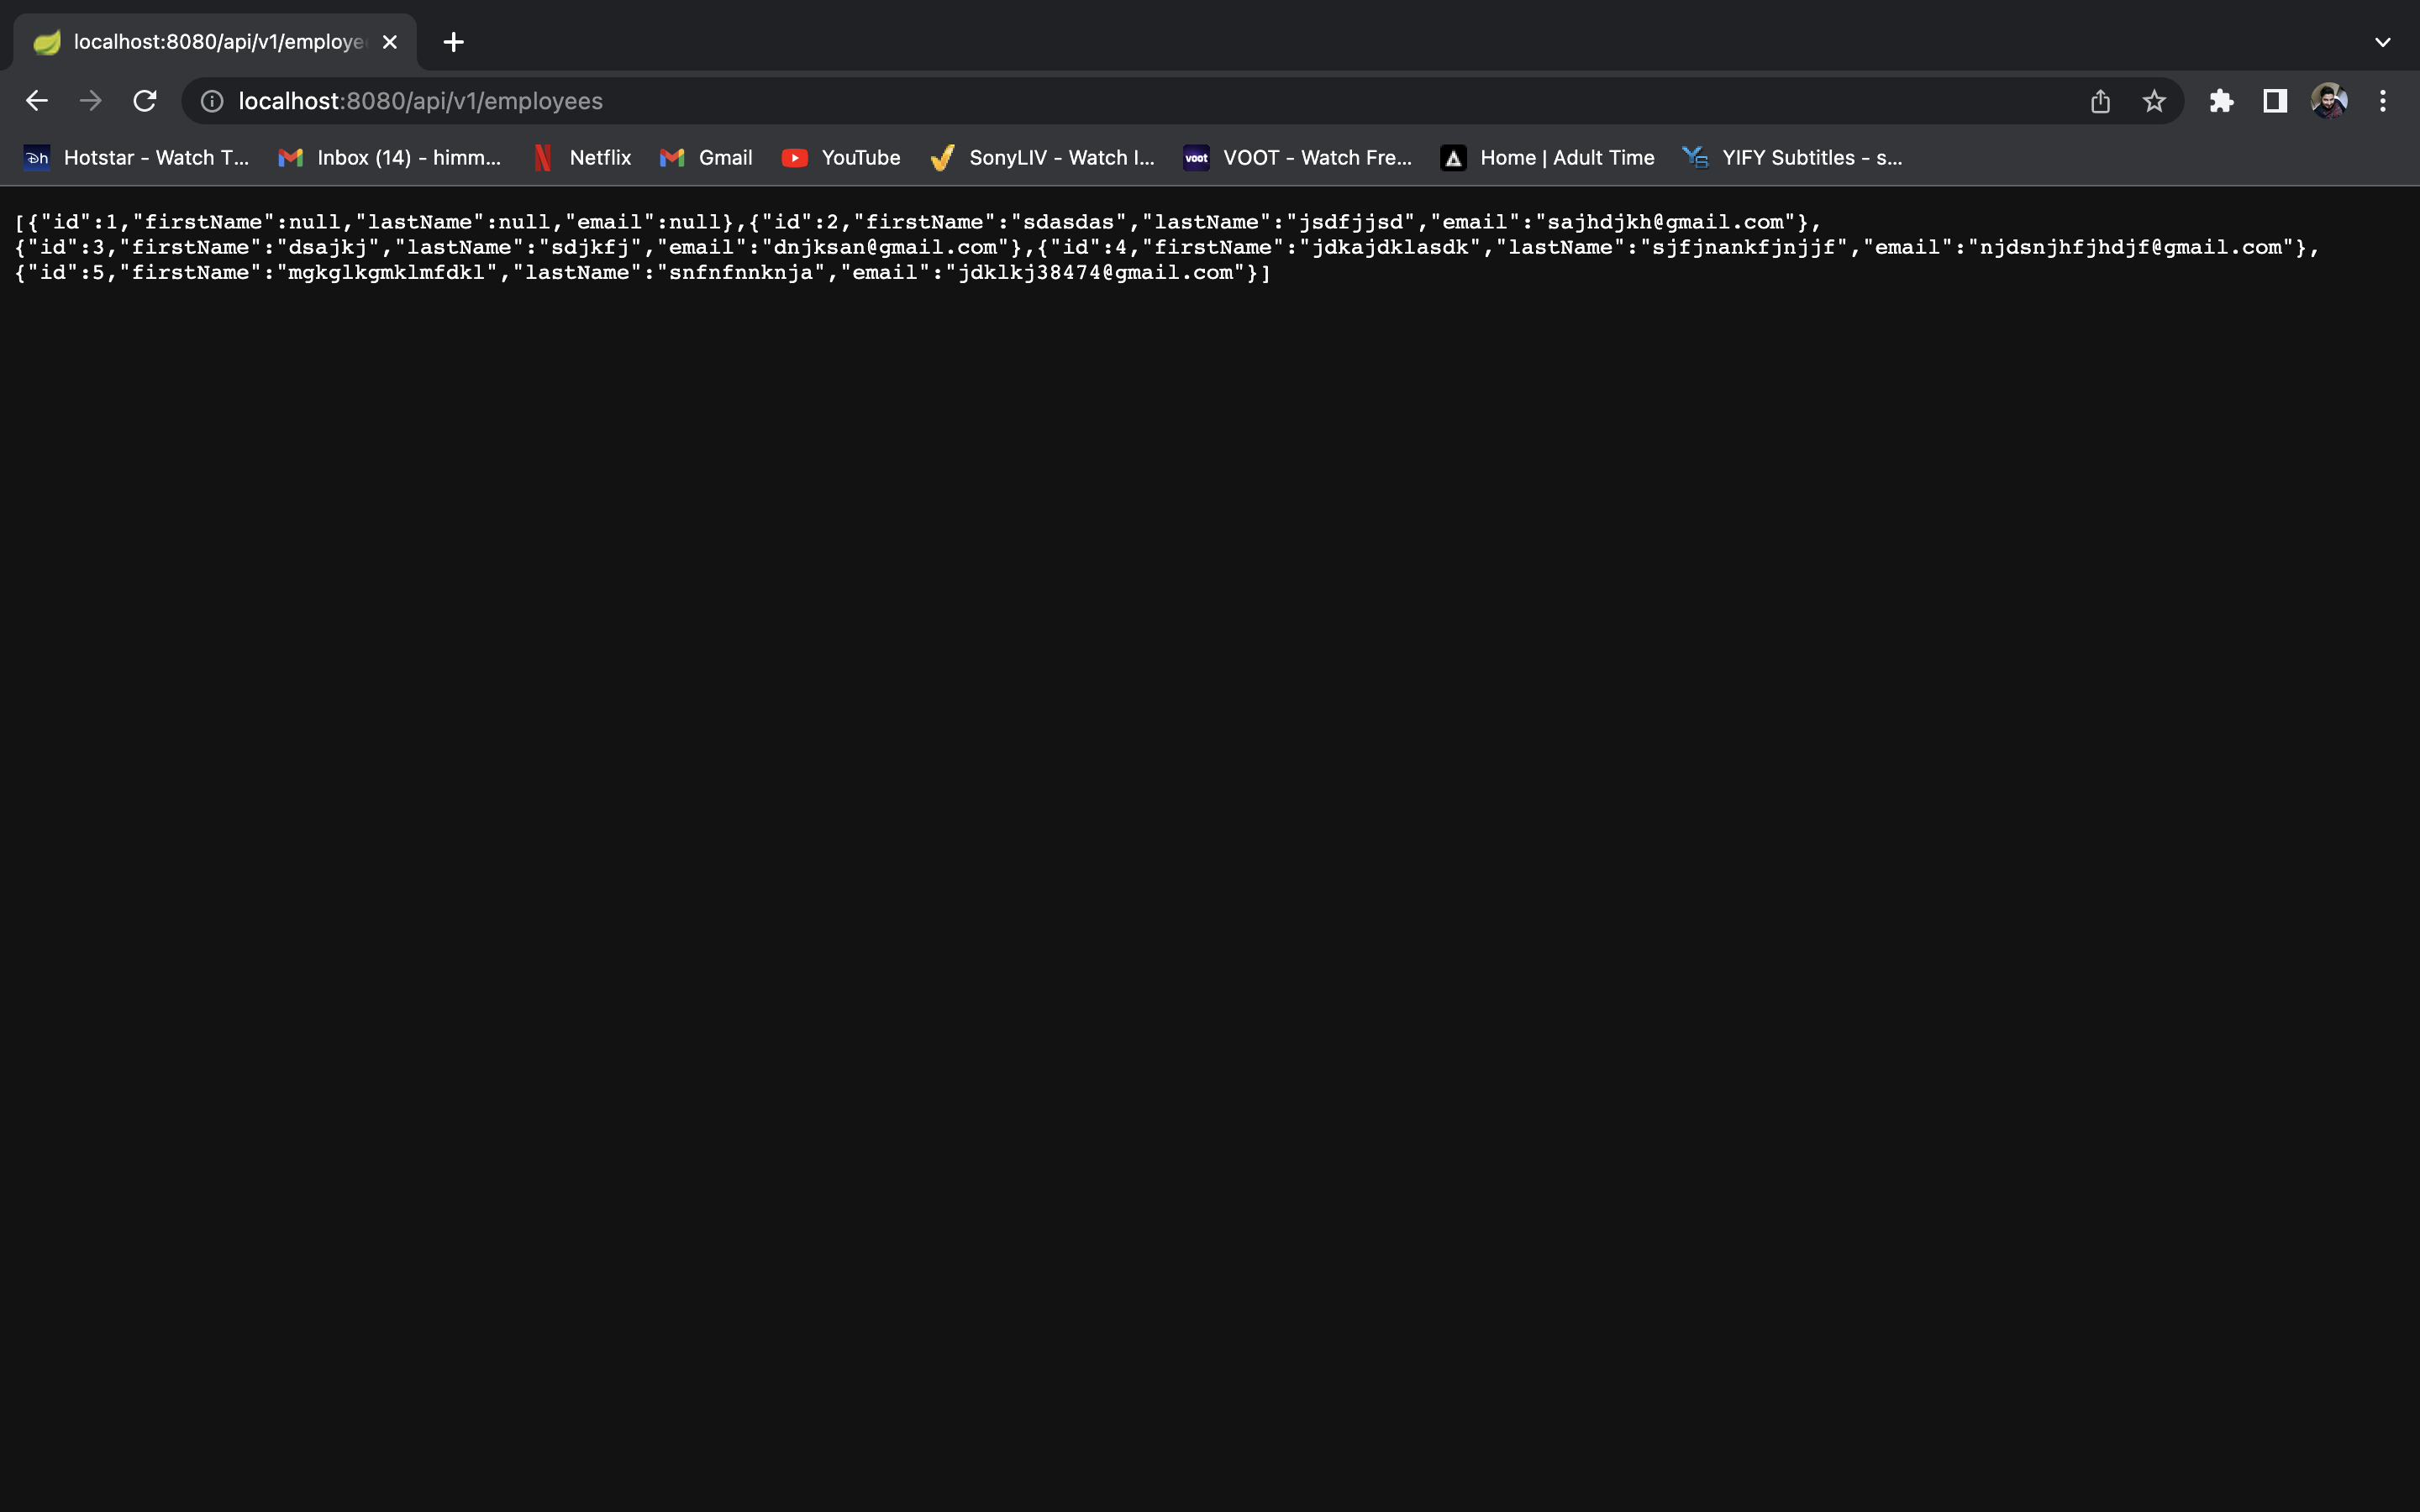 localhost:8080/api/v1/employe
localhost:8080/api/v1/employees
Hotstar - Watch T... Inbox (14) - himm... Netflix Gmail YouTube SonyLIV - Watch I... voot VOOT - Watch Fre... Home | Adult Time YIFY Subtitles - s...
[{"id":1,"firstName":null,"lastName":null,"email":null},{"id":2,"firstName":"sdasdas","lastName":"jsdfjjsd","email":"sajhdjkh@gmail.com"},
{"id":3,"firstName":"dsajkj","lastName":"sdjkfj","email":"dnjksan@gmail.com"},{"id":4,"firstName":"jdkajdklasdk","lastName":"sjfjnankfjnjjf","email":"njdsnjhfjhdjf@gmail.com"},
{"id":5,"firstName":"mgkglkgmklmfdkl","lastName":"snfnfnnknja","email":"jdklkj38474@gmail.com"}]